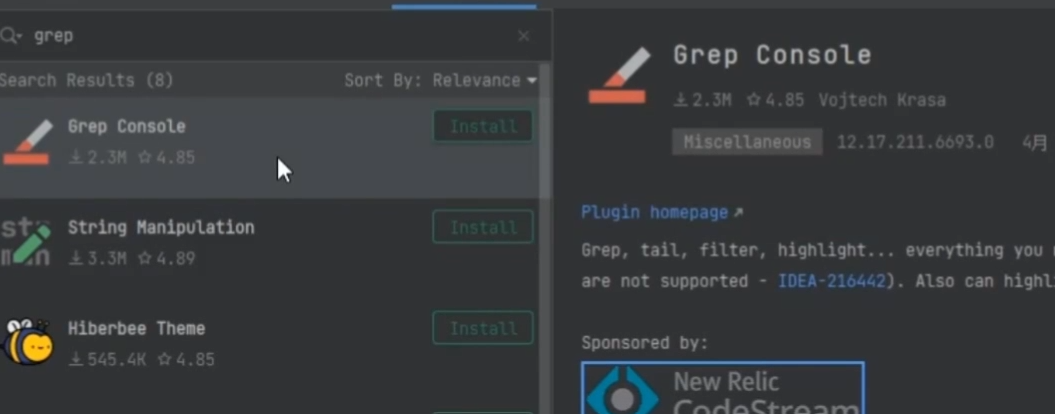 grep
Search Results (8)
Sort By: Relevance
Grep Console
Install
2.3M 4.85
String Manipulation
Install
3.3M 4.89
Hiberbee Theme
Install
545.4K 4.85
Grep Console
2.3M 4.85 Vojtech Krasa
Miscellaneous 12.17.211.6693.0 4月
Plugin homepage
Grep, tail, filter, highlight... everything you
are not supported - IDEA-216442). Also can highl
Sponsored by:
New Relic
CodeStream